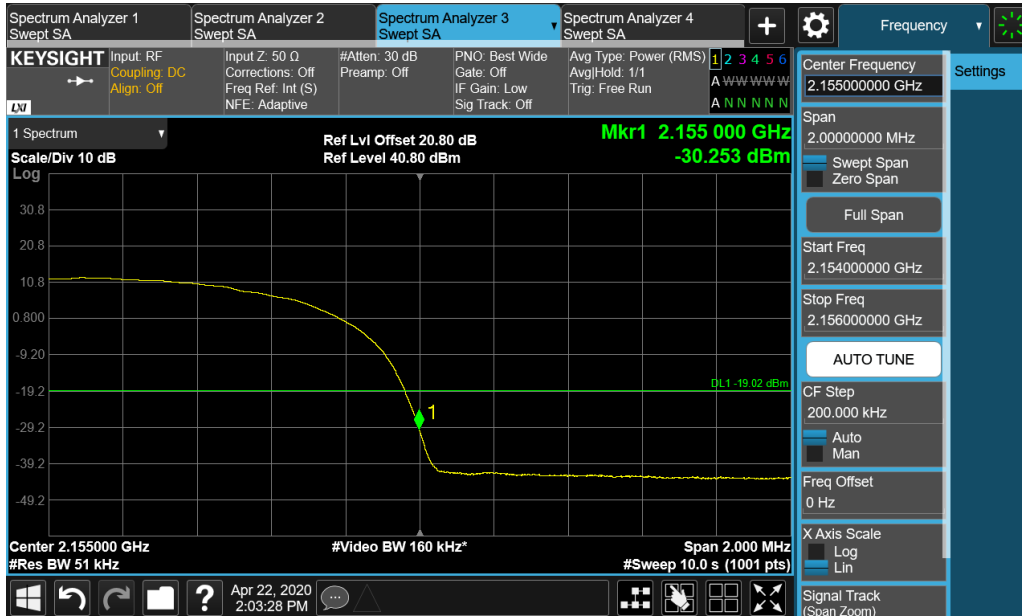 Spectrum Analyzer 1
Swept SA
Spectrum Analyzer 2
Swept SA
Spectrum Analyzer 3
Swept SA
Spectrum Analyzer 4
Swept SA
Frequency
KEYSIGHT
LXI
Input: RF
Coupling: DC
Align: Off
Input Z: 50 Ω
Corrections: Off
Freq Ref: Int (S)
NFE: Adaptive
#Atten: 30 dB
Preamp: Off
PNO: Best Wide
Gate: Off
IF Gain: Low
Sig Track: Off
Avg Type: Power (RMS)
Avg|Hold: 1/1
Trig: Free Run
1 2 3 4 5 6
A W W W W W
A N N N N N
1 Spectrum
Scale/Div 10 dB
Log
Ref Lvl Offset 20.80 dB
Ref Level 40.80 dBm
Mkr1 2.155 000 GHz
-30.253 dBm
30.8
20.8
10.8
0.800
-9.20
-19.2
-29.2
-39.2
-49.2
DL1 -19.02 dBm
1
Center 2.155000 GHz
#Res BW 51 kHz
#Video BW 160 kHz*
Span 2.000 MHz
#Sweep 10.0 s (1001 pts)
Apr 22, 2020
2:03:28 PM
Center Frequency
2.155000000 GHz
Settings
Span
2.00000000 MHz
Swept Span
Zero Span
Full Span
Start Freq
2.154000000 GHz
Stop Freq
2.156000000 GHz
AUTO TUNE
CF Step
200.000 kHz
Auto
Man
Freq Offset
0 Hz
X Axis Scale
Log
Lin
Signal Track
(Span Zoom)